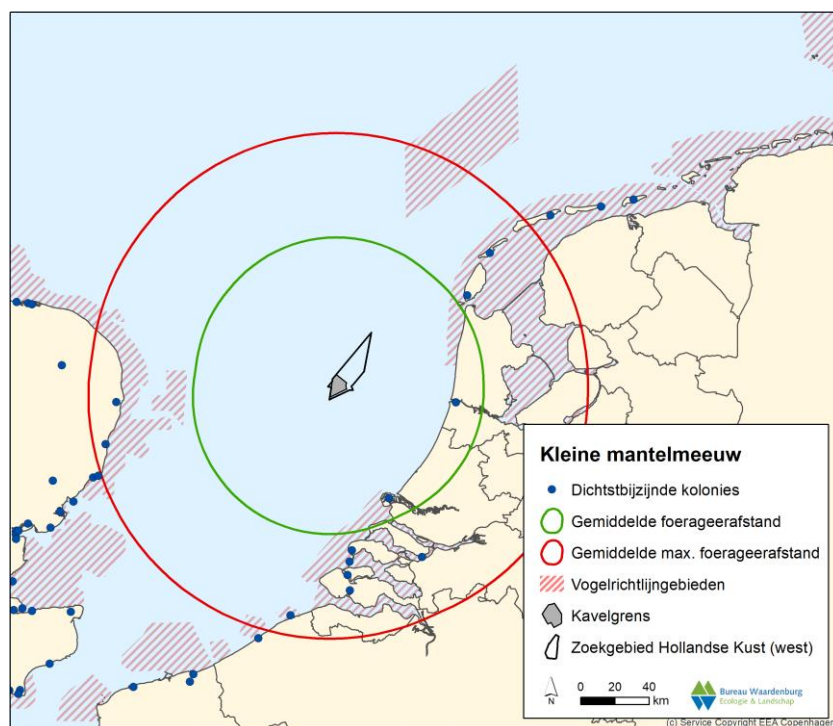 Kleine mantelmeeuw
Dichtstbijzijnde kolonies
Gemiddelde foerageerafstand
Gemiddelde max. foerageerafstand
Vogelrichtlijngebieden
Kavelgrens
Zoekgebied Hollandse Kust (west)
N
0 20 40
km
Bureau Waardenburg
Ecologie & Landschap
(c) Service Copyright EEA Copenhagen